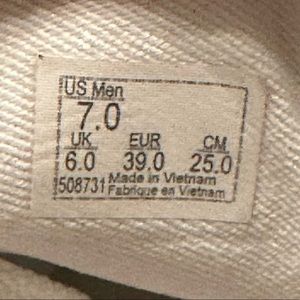 US Men
7.0
UK EUR CM
6.0 39.0 25.0
508731 Made in Vietnam
Fabriqué en Vietnam